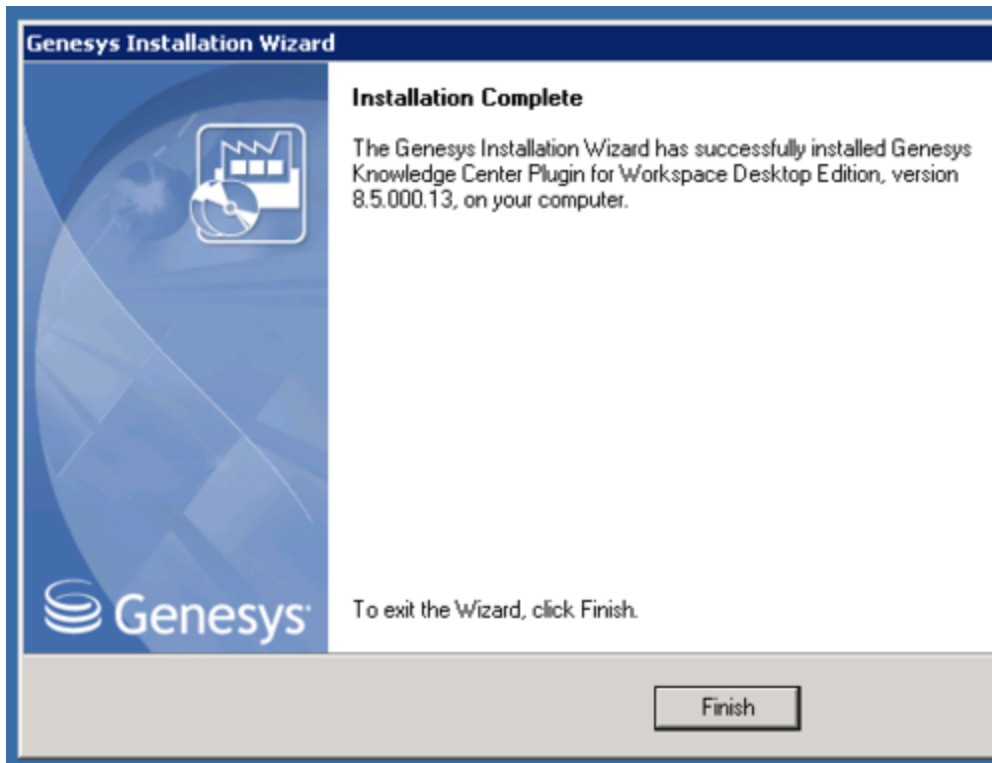 Genesys Installation Wizard
Installation Complete
The Genesys Installation Wizard has successfully installed Genesys
Knowledge Center Plugin for Workspace Desktop Edition, version
8.5.000.13, on your computer.
To exit the Wizard, click Finish.
Genesys
Finish